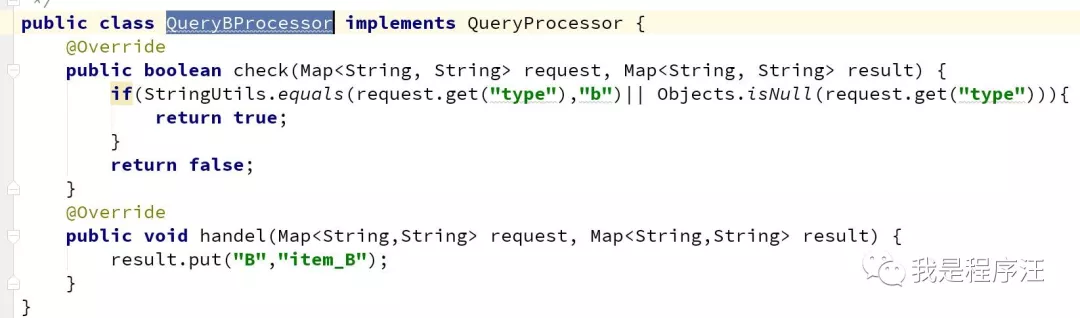 */
public class QueryBProcessor implements QueryProcessor {
@Override
public boolean check(Map<String, String> request, Map<String, String> result) {
if(StringUtils.equals(request.get("type"),"b")|| Objects.isNull(request.get("type"))){
return true;
}
return false;
}
@Override
public void handel(Map<String,String> request, Map<String,String> result) {
result.put("B","item_B");
}
}
我是程序汪